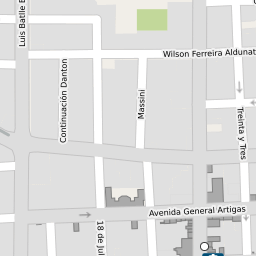 Luis Batlle B
Wilson Ferreira Aldunat
Continuación Danton
Massini
Treinta y Tres
Avenida General Artigas
18 de Jul